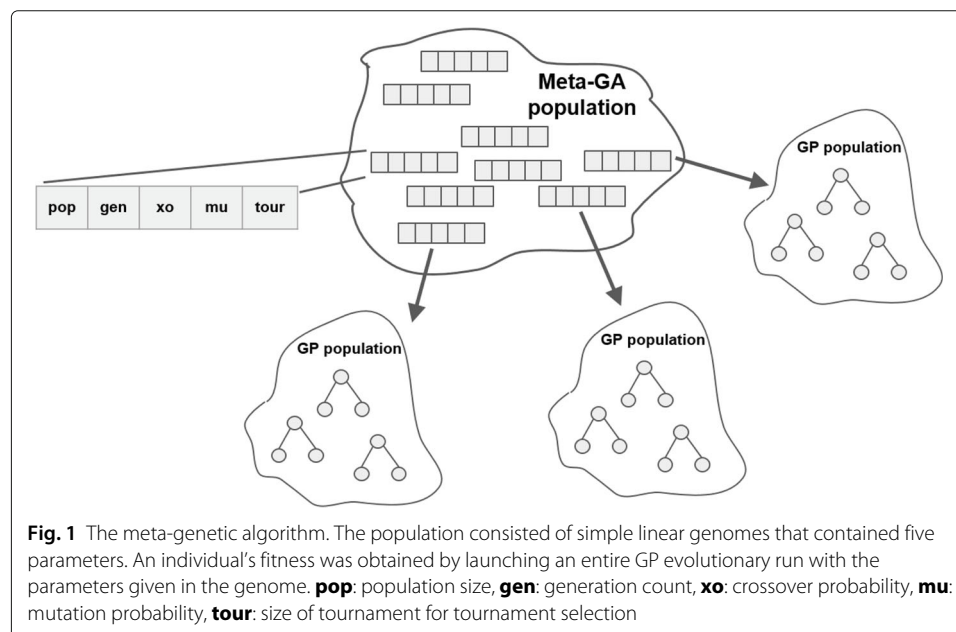 Meta-GA
population
GP population
pop gen xo mu tour
GP population
GP population
Fig. 1 The meta-genetic algorithm. The population consisted of simple linear genomes that contained five
parameters. An individual's fitness was obtained by launching an entire GP evolutionary run with the
parameters given in the genome. pop: population size, gen: generation count, xo: crossover probability, mu:
mutation probability, tour: size of tournament for tournament selection